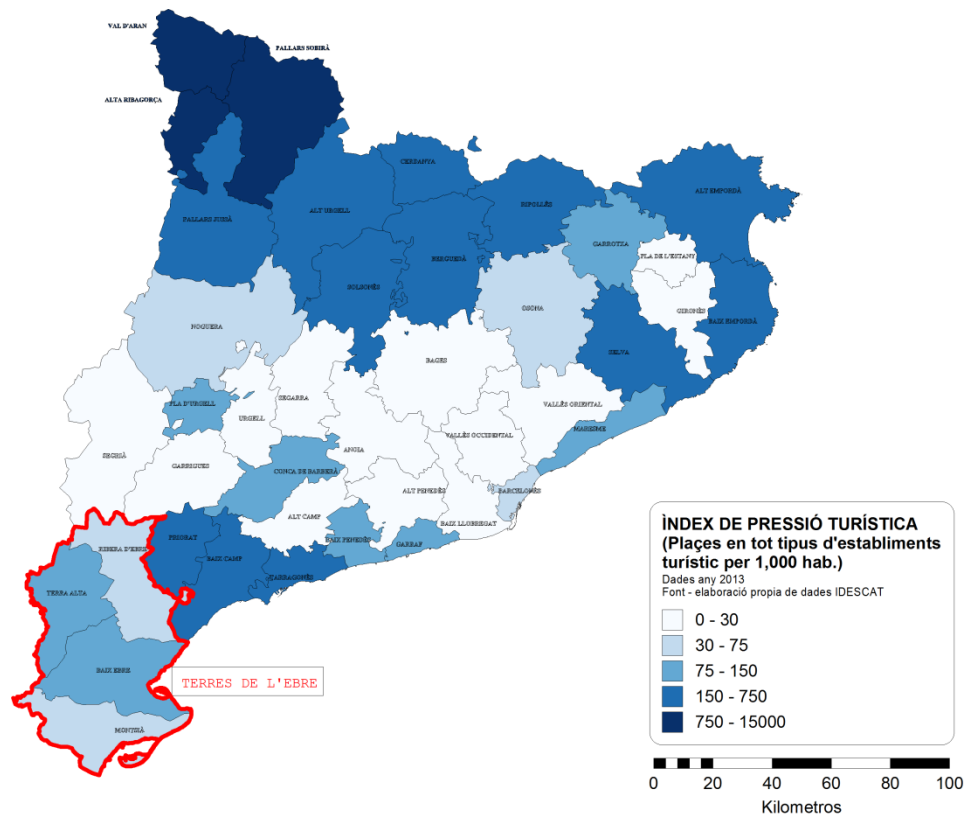 VAL D'ARAN
PALLARS SOBIRÀ
ALTA RIBAGORÇA
CERDANYA
ALT EMPORDÀ
RIPOLLÈS
ALT URGELL
PALLARS JUSSÀ
GARROTXA
PLA DE L'ESTANY
BERGUEDÀ
SOLSONÈS
OSONA
GIRONÈS
BAIX EMPORDÀ
NOGUERA
SELVA
BAGES
SEGARRA
PLA D'URGELL
VALLÈS ORIENTAL
URGELL
MARESME
VALLÈS OCCIDENTAL
ANOIA
SEGRIÀ
GARRIGUES
CONCA DE BARBERÀ
ALT PENEDÈS
BARCELONÈS
ALT CAMP
BAIX LLOBREGAT
PRIORAT
BAIX PENEDÈS
GARRAF
RIBERA D'EBRE
BAIX CAMP
TARRAGONÈS
TERRA ALTA
BAIX EBRE
TERRES DE L'EBRE
MONTSIÀ
ÌNDEX DE PRESSIÓ TURÍSTICA
(Plaçes en tot tipus d'establiments
turístic per 1,000 hab.)
Dades any 2013
Font - elaboració propia de dades IDESCAT
0 - 30
30 - 75
75 - 150
150 - 750
750 - 15000
0 20 40 60 80 100
Kilometros